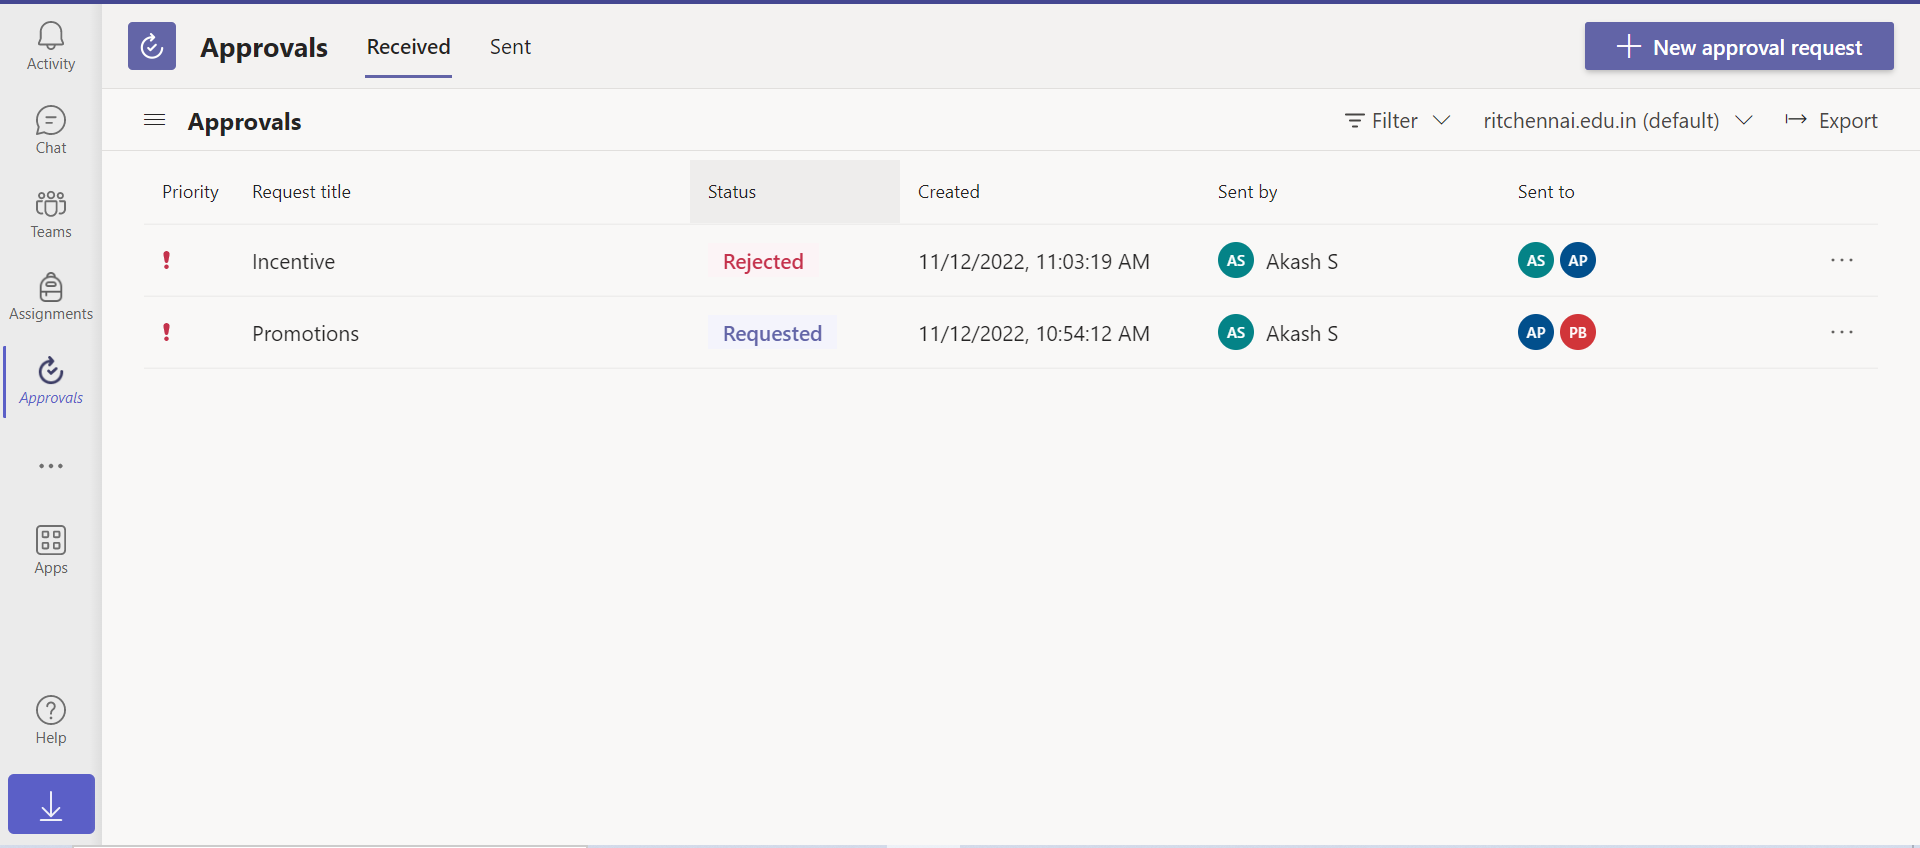 Activity
Chat
Teams
Assignments
Approvals
Apps
Help
Approvals Received Sent
New approval request
Approvals
Filter ritchennai.edu.in (default) Export
Priority Request title Status Created Sent by Sent to
Incentive Rejected 11/12/2022, 11:03:19 AM AS Akash S AS AP
Promotions Requested 11/12/2022, 10:54:12 AM AS Akash S AP PB